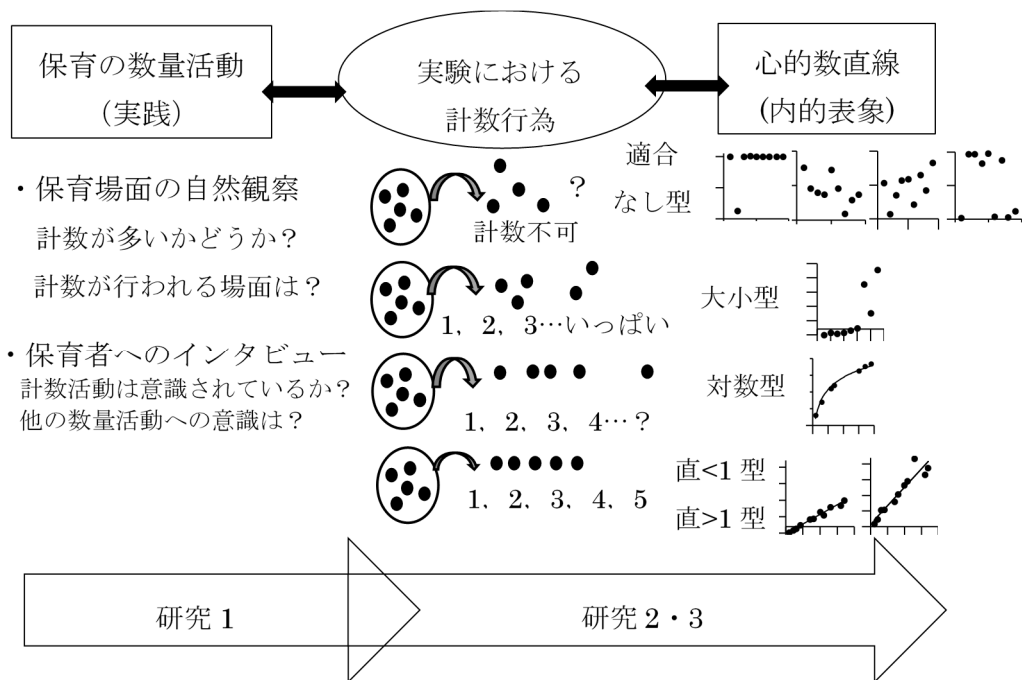 保育の数量活動
（実践）
実験における
計数行為
心的数直線
(内的表象)
・保育場面の自然観察
計数が多いかどうか？
計数が行われる場面は？
・保育者へのインタビュー
計数活動は意識されているか？
他の数量活動への意識は？
？
計数不可
1，2，3…いっぱい
1，2，3，4…？
1，2，3，4，5
適合
なし型
大小型
対数型
直<1 型
直>1 型
研究 1
研究 2・3